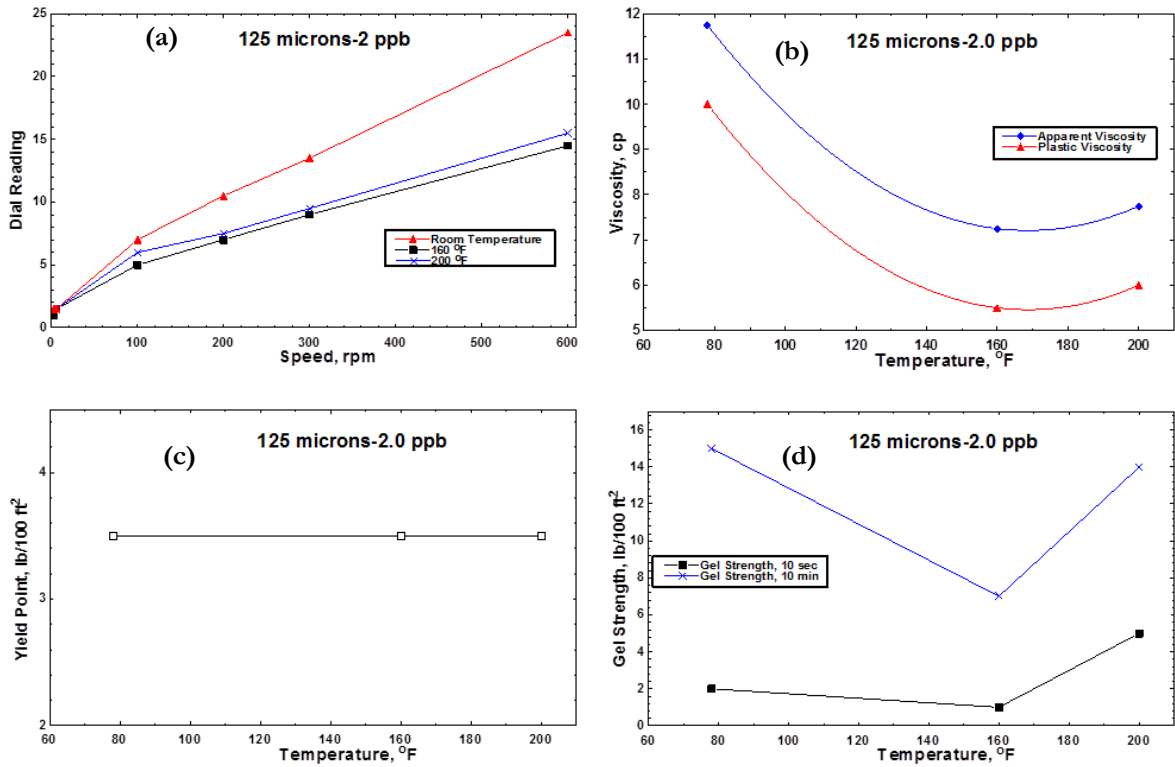 (a)
125 microns-2 ppb
Dial Reading
25
20
15
10
5
0
Room Temperature
160 ºF
200 ºF
0 100 200 300 400 500 600
Speed, rpm
(b)
125 microns-2.0 ppb
Viscosity, cp
12
11
10
9
8
7
6
5
Apparent Viscosity
Plastic Viscosity
60 80 100 120 140 160 180 200
Temperature, ºF
(c)
125 microns-2.0 ppb
Yield Point, lb/100 ft²
4
3
2
60 80 100 120 140 160 180 200
Temperature, ºF
(d)
125 microns-2.0 ppb
Gel Strength, lb/100 ft²
16
14
12
10
8
6
4
2
0
Gel Strength, 10 sec
Gel Strength, 10 min
60 80 100 120 140 160 180 200
Temperature, ºF